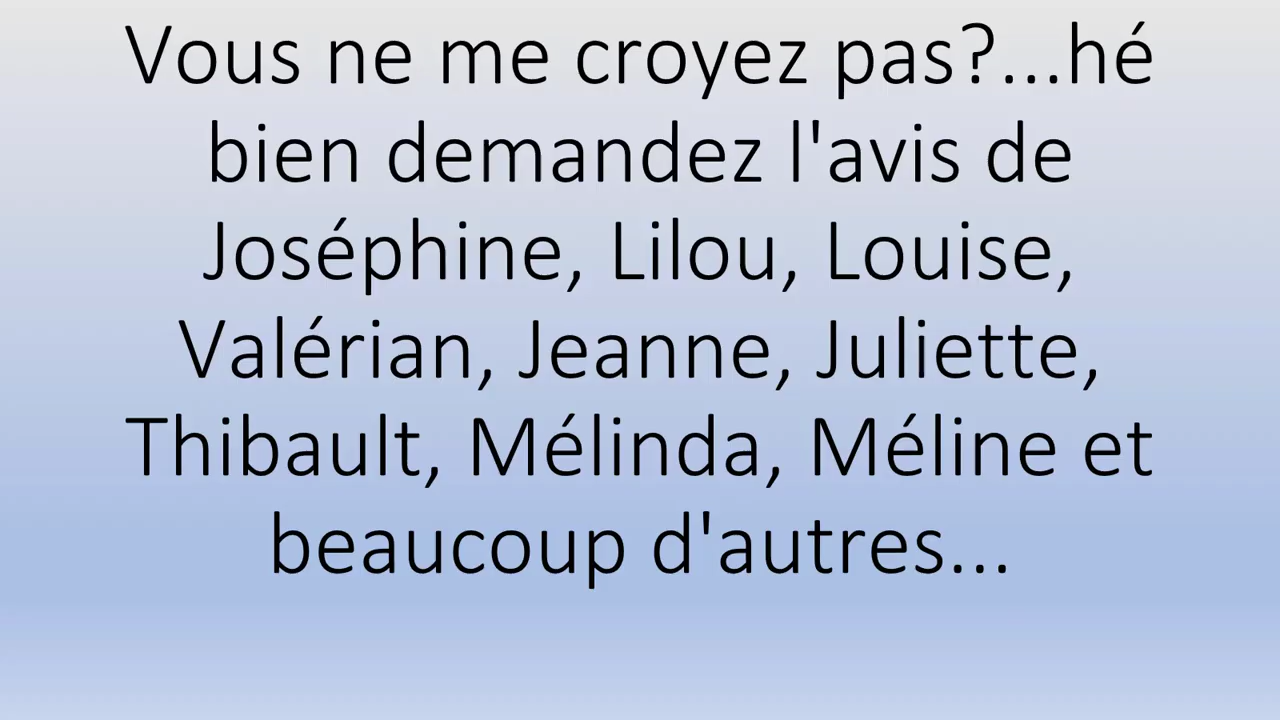 Vous ne me croyez pas?...hé
bien demandez l'avis de
Joséphine, Lilou, Louise,
Valérian, Jeanne, Juliette,
Thibault, Mélinda, Méline et
beaucoup d'autres...